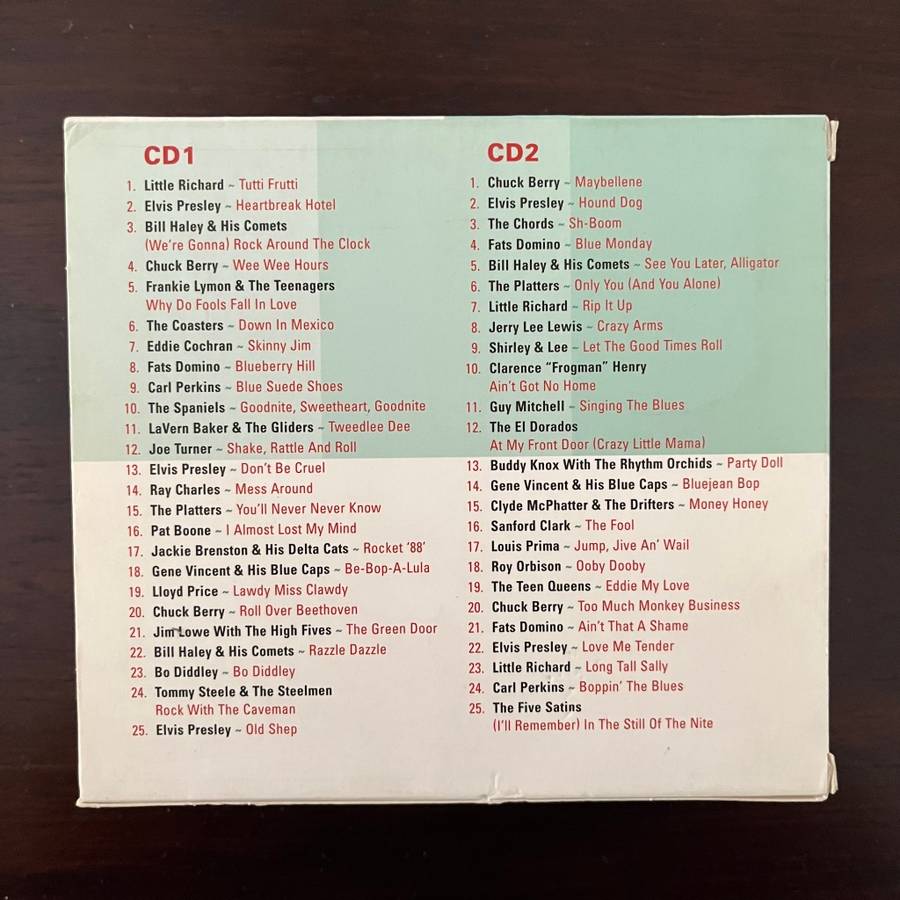 CD1
1. Little Richard ~ Tutti Frutti
2. Elvis Presley ~ Heartbreak Hotel
3. Bill Haley & His Comets
(We're Gonna) Rock Around The Clock
4. Chuck Berry ~ Wee Wee Hours
5. Frankie Lymon & The Teenagers
Why Do Fools Fall In Love
6. The Coasters ~ Down In Mexico
7. Eddie Cochran ~ Skinny Jim
8. Fats Domino ~ Blueberry Hill
9. Carl Perkins ~ Blue Suede Shoes
10. The Spaniels ~ Goodnite, Sweetheart, Goodnite
11. LaVern Baker & The Gliders ~ Tweedlee Dee
12. Joe Turner ~ Shake, Rattle And Roll
13. Elvis Presley ~ Don't Be Cruel
14. Ray Charles ~ Mess Around
15. The Platters ~ You'll Never Never Know
16. Pat Boone ~ I Almost Lost My Mind
17. Jackie Brenston & His Delta Cats ~ Rocket '88'
18. Gene Vincent & His Blue Caps ~ Be-Bop-A-Lula
19. Lloyd Price ~ Lawdy Miss Clawdy
20. Chuck Berry ~ Roll Over Beethoven
21. Jim Lowe With The High Fives ~ The Green Door
22. Bill Haley & His Comets ~ Razzle Dazzle
23. Bo Diddley ~ Bo Diddley
24. Tommy Steele & The Steelmen
Rock With The Caveman
25. Elvis Presley ~ Old Shep
CD2
1. Chuck Berry ~ Maybellene
2. Elvis Presley ~ Hound Dog
3. The Chords ~ Sh-Boom
4. Fats Domino ~ Blue Monday
5. Bill Haley & His Comets ~ See You Later, Alligator
6. The Platters ~ Only You (And You Alone)
7. Little Richard ~ Rip It Up
8. Jerry Lee Lewis ~ Crazy Arms
9. Shirley & Lee ~ Let The Good Times Roll
10. Clarence "Frogman" Henry
Ain't Got No Home
11. Guy Mitchell ~ Singing The Blues
12. The El Dorados
At My Front Door (Crazy Little Mama)
13. Buddy Knox With The Rhythm Orchids ~ Party Doll
14. Gene Vincent & His Blue Caps ~ Bluejean Bop
15. Clyde McPhatter & The Drifters ~ Money Honey
16. Sanford Clark ~ The Fool
17. Louis Prima ~ Jump, Jive An' Wail
18. Roy Orbison ~ Ooby Dooby
19. The Teen Queens ~ Eddie My Love
20. Chuck Berry ~ Too Much Monkey Business
21. Fats Domino ~ Ain't That A Shame
22. Elvis Presley ~ Love Me Tender
23. Little Richard ~ Long Tall Sally
24. Carl Perkins ~ Boppin' The Blues
25. The Five Satins
(I'll Remember) In The Still Of The Nite